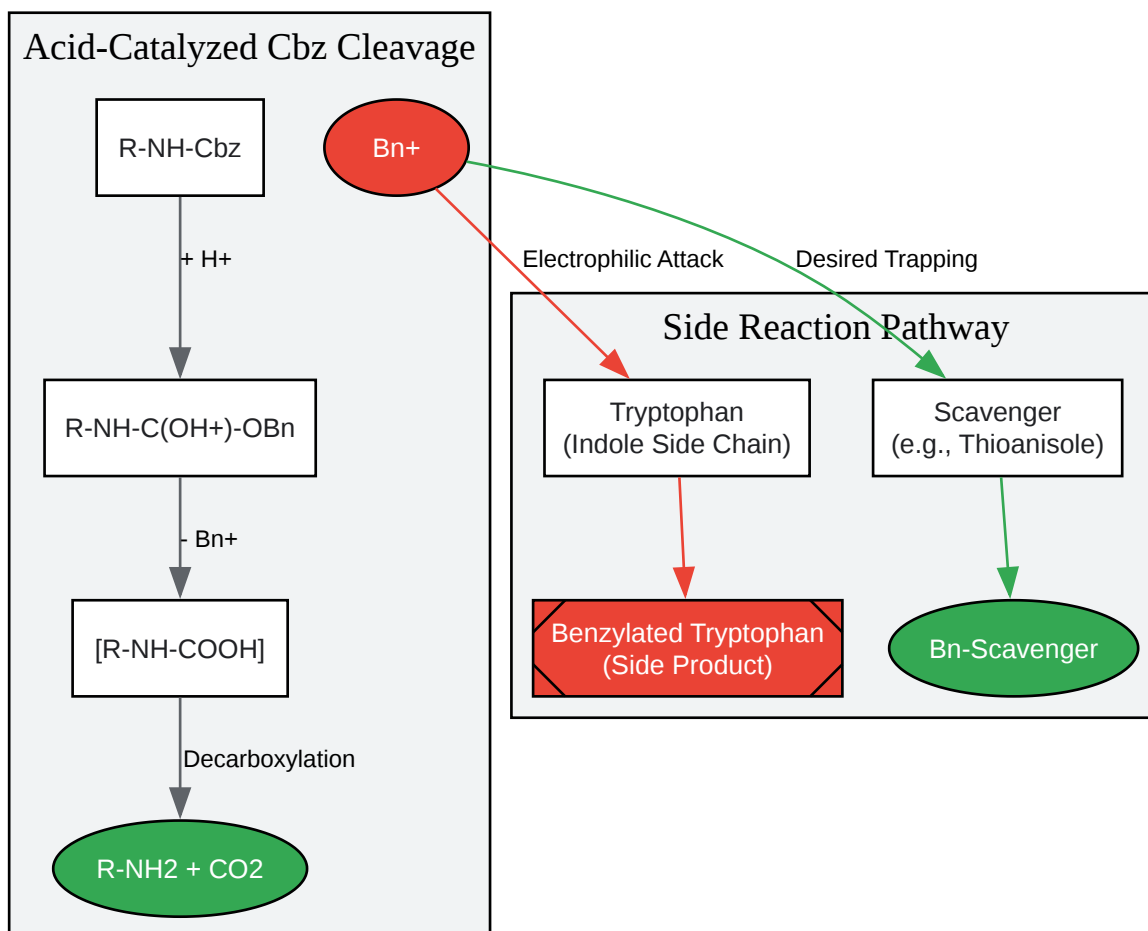 Acid-Catalyzed Cbz Cleavage
R-NH-Cbz
Bn+
+ H+
Electrophilic Attack
Desired Trapping
Side Reaction Pathway
R-NH-C(OH+)-OBn
Tryptophan
(Indole Side Chain)
Scavenger
(e.g., Thioanisole)
- Bn+
[R-NH-COOH]
Benzylated Tryptophan
(Side Product)
Bn-Scavenger
Decarboxylation
R-NH2 + CO2